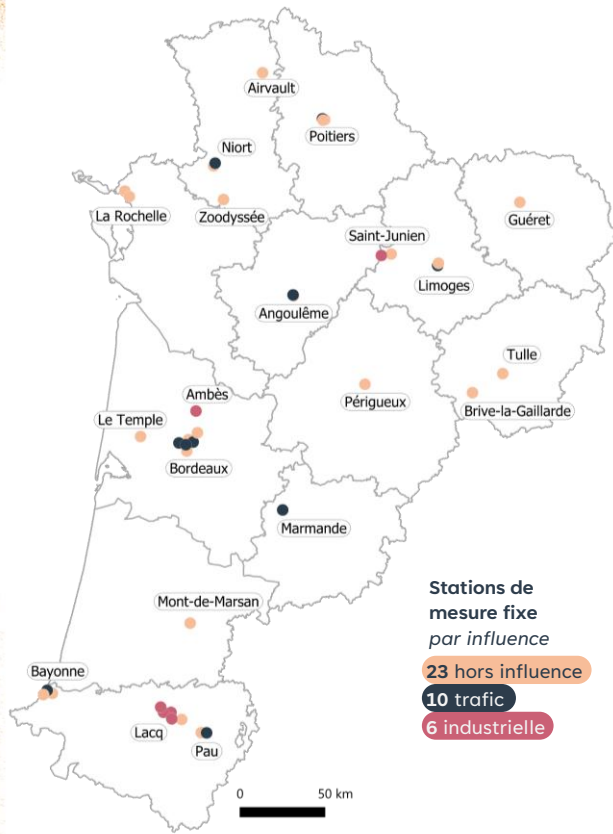 Airvault
Poitiers
Niort
La Rochelle
Zoodyssée
Guéret
Saint-Junien
Limoges
Angoulême
Tulle
Périgueux
Brive-la-Gaillarde
Ambès
Le Temple
Bordeaux
Marmande
Mont-de-Marsan
Bayonne
Lacq
Pau
Stations de
mesure fixe
par influence
23 hors influence
10 trafic
6 industrielle
0 50 km